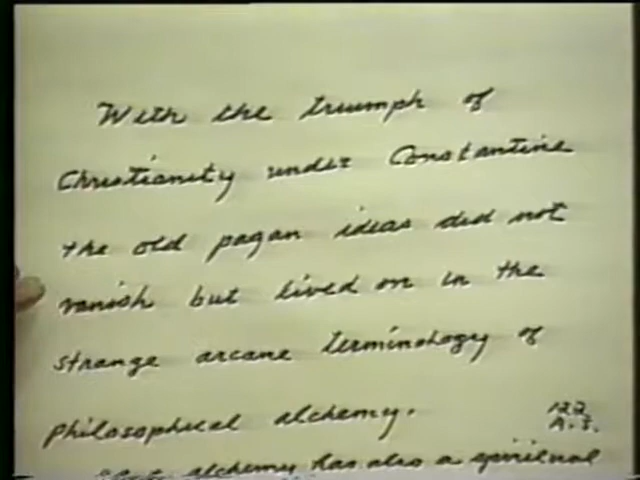 With the triumph of
Christianity under Constantine
the old pagan ideas did not
vanish but lived on in the
strange arcane terminology of
philosophical alchemy.
122
A.S.
alchemy has also a spiritual